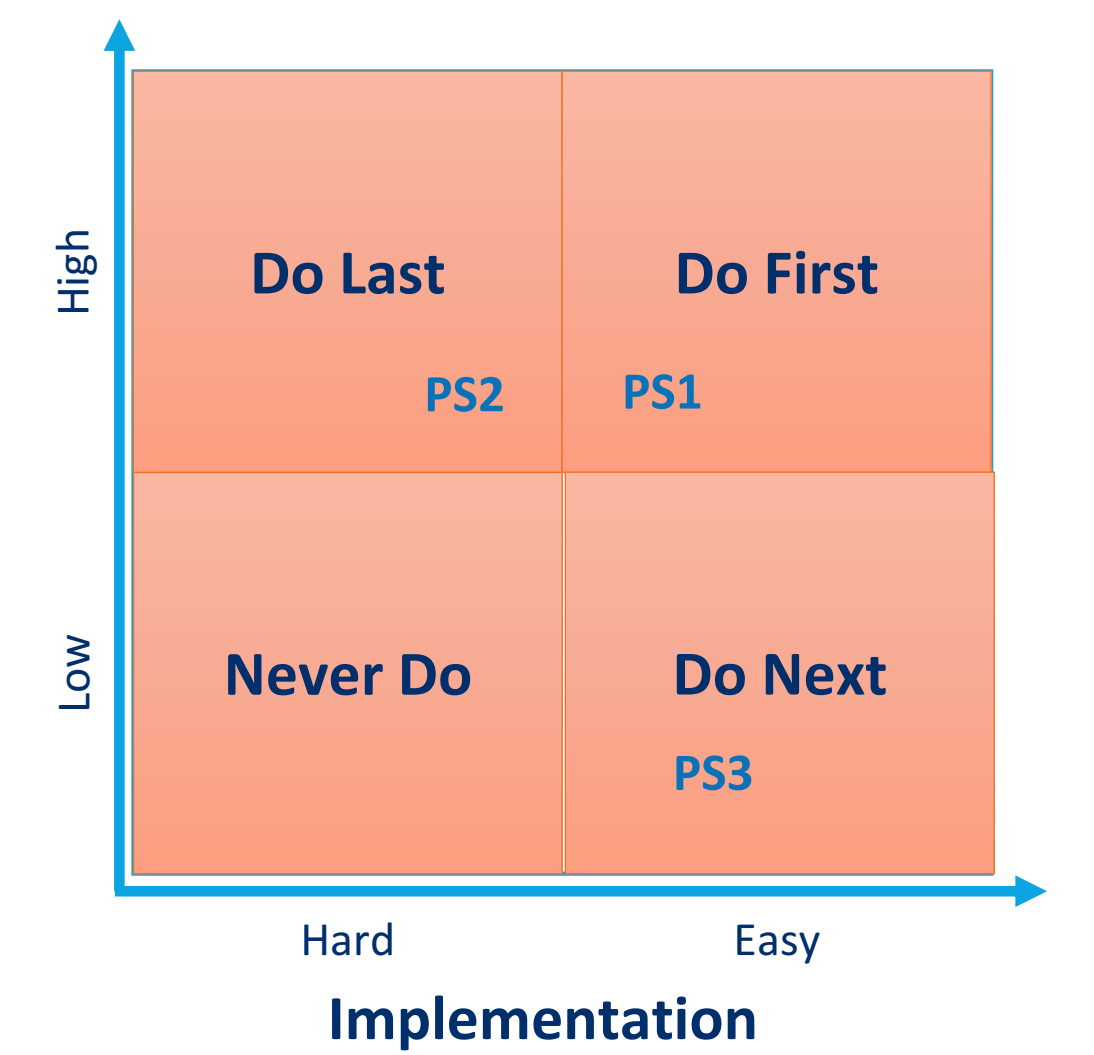 High
Do Last
Do First
PS2
PS1
Low
Never Do
Do Next
PS3
Hard
Easy
Implementation